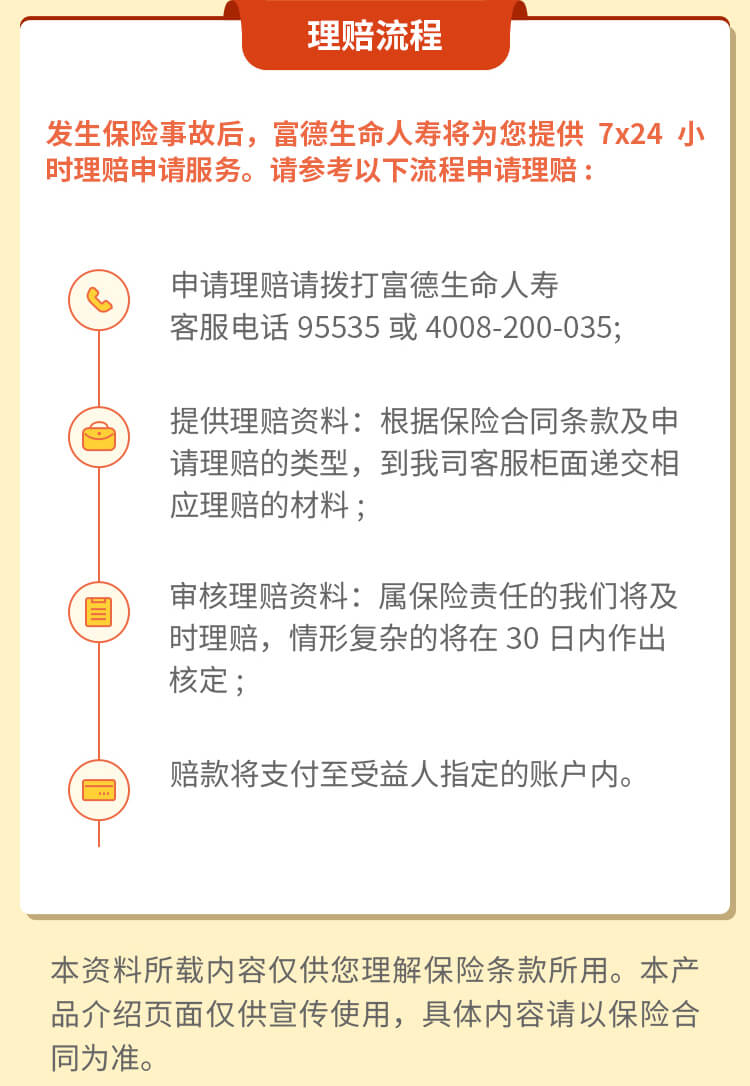 理赔流程
发生保险事故后，富德生命人寿将为您提供 7x24 小
时理赔申请服务。请参考以下流程申请理赔：
申请理赔请拨打富德生命人寿
客服电话 95535 或 4008-200-035;
提供理赔资料：根据保险合同条款及申
请理赔的类型，到我司客服柜面递交相
应理赔的材料；
审核理赔资料：属保险责任的我们将及
时理赔，情形复杂的将在 30 日内作出
核定；
赔款将支付至受益人指定的账户内。
本资料所载内容仅供您理解保险条款所用。本产
品介绍页面仅供宣传使用，具体内容请以保险合
同为准。